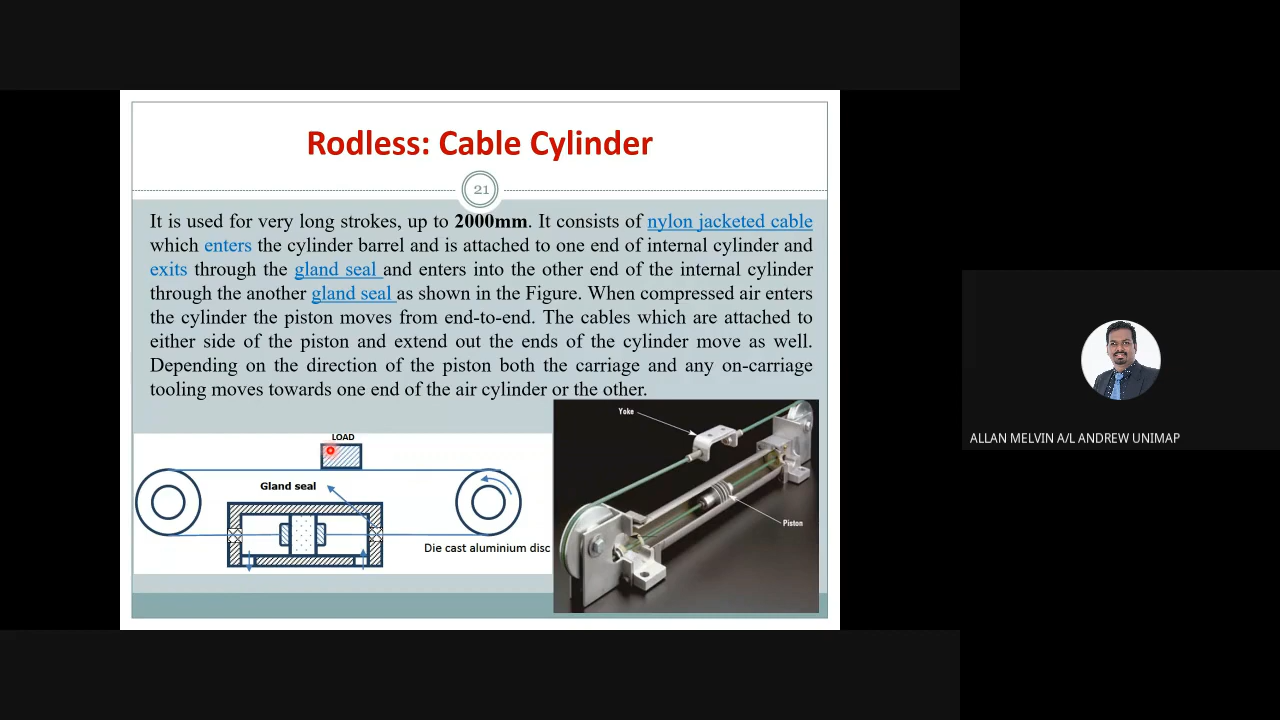 Rodless: Cable Cylinder
21
It is used for very long strokes, up to 2000mm. It consists of nylon jacketed cable
which enters the cylinder barrel and is attached to one end of internal cylinder and
exits through the gland seal and enters into the other end of the internal cylinder
through the another gland seal as shown in the Figure. When compressed air enters
the cylinder the piston moves from end-to-end. The cables which are attached to
either side of the piston and extend out the ends of the cylinder move as well.
Depending on the direction of the piston both the carriage and any on-carriage
tooling moves towards one end of the air cylinder or the other.
LOAD
Gland seal
Die cast aluminium disc
Yoke
Piston
ALLAN MELVIN A/L ANDREW UNIMAP